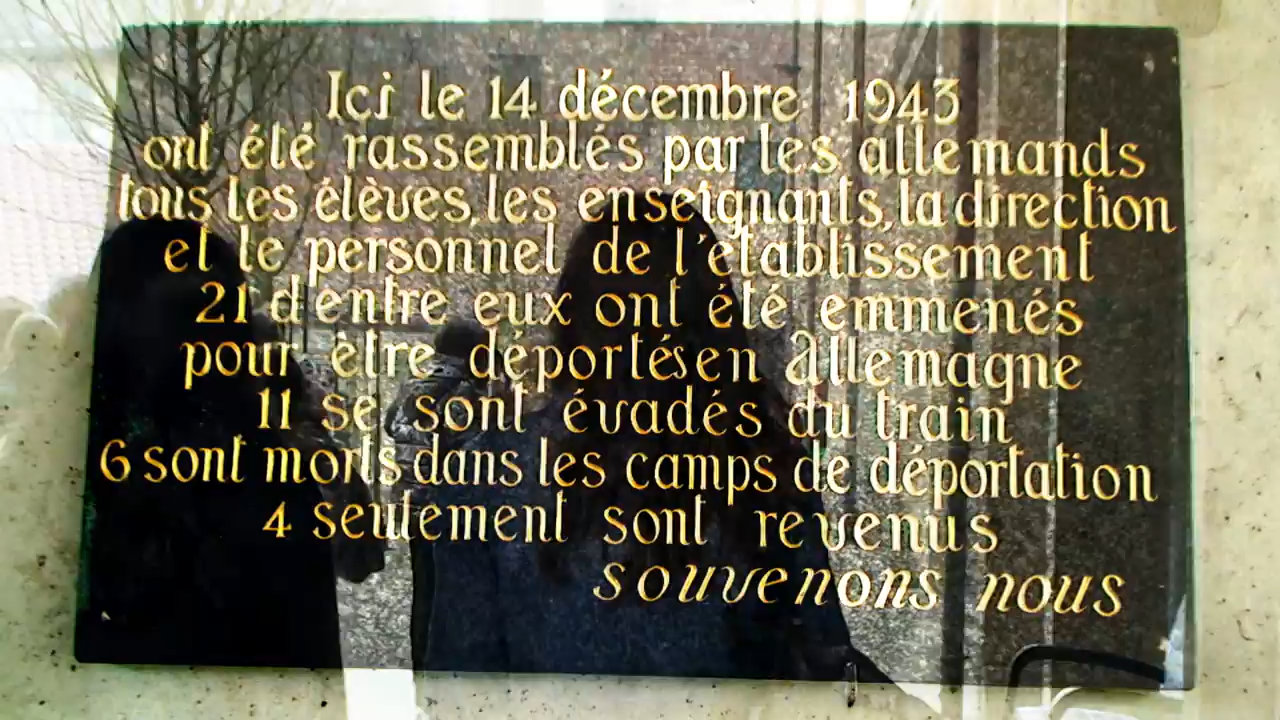 Ici le 14 décembre 1943
ont été rassemblés par les allemands
tous les élèves, les enseignants, la direction
et le personnel de l'établissement
21 d'entre eux ont été emmenés
pour être déportés en Allemagne
11 se sont évadés du train
6 sont morts dans les camps de déportation
4 seulement sont revenus
souvenons nous